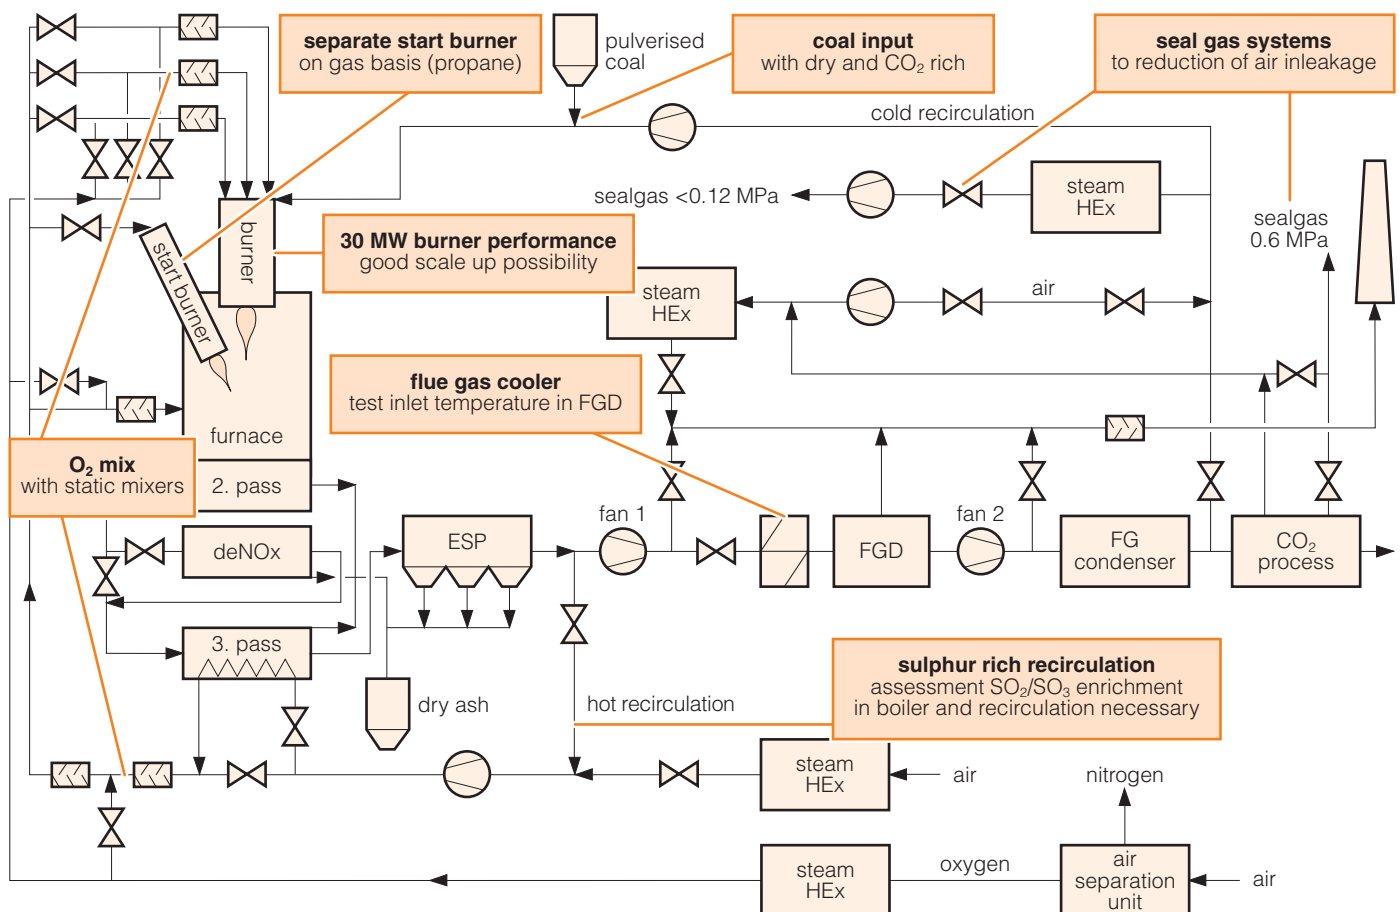 separate start burner
on gas basis (propane)
pulverised
coal
coal input
with dry and CO₂ rich
seal gas systems
to reduction of air inleakage
cold recirculation
sealgas <0.12 MPa
steam
HEx
sealgas
0.6 MPa
burner
start burner
30 MW burner performance
good scale up possibility
steam
HEx
air
flue gas cooler
test inlet temperature in FGD
furnace
O₂ mix
with static mixers
2. pass
deNOx
3. pass
ESP
fan 1
FGD
fan 2
FG
condenser
CO₂
process
dry ash
hot recirculation
sulphur rich recirculation
assessment SO₂/SO₃ enrichment
in boiler and recirculation necessary
steam
HEx
air
nitrogen
steam
HEx
oxygen
air
separation
unit
air